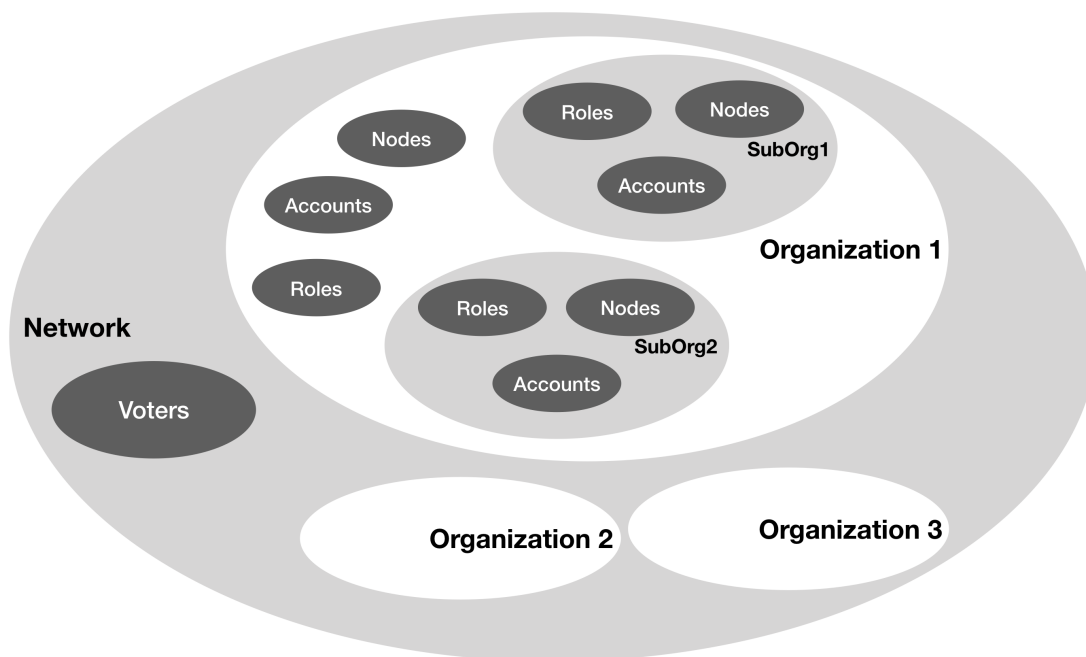 Roles
Nodes
SubOrg1
Accounts
Nodes
Accounts
Organization 1
Roles
Roles
Nodes
SubOrg2
Accounts
Network
Voters
Organization 2
Organization 3